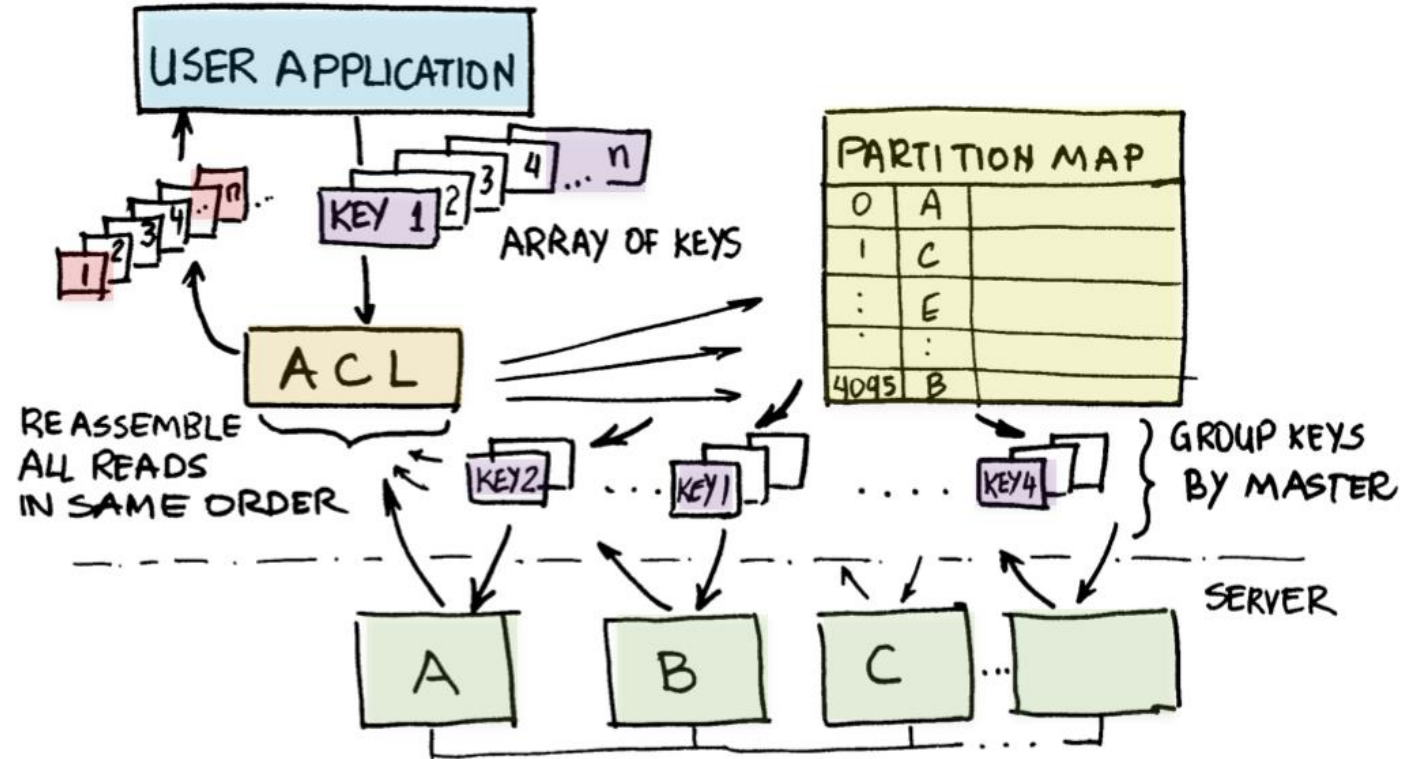 USER APPLICATION
1 2 3 4 .. n ...
KEY 1 2 3 4 ... n
ARRAY OF KEYS
PARTITION MAP
0 A
1 C
: E
: :
4095 B
ACL
REASSEMBLE
ALL READS
IN SAME ORDER
KEY2 ... KEY1 .... KEY4
GROUP KEYS
BY MASTER
SERVER
A B C ...
....